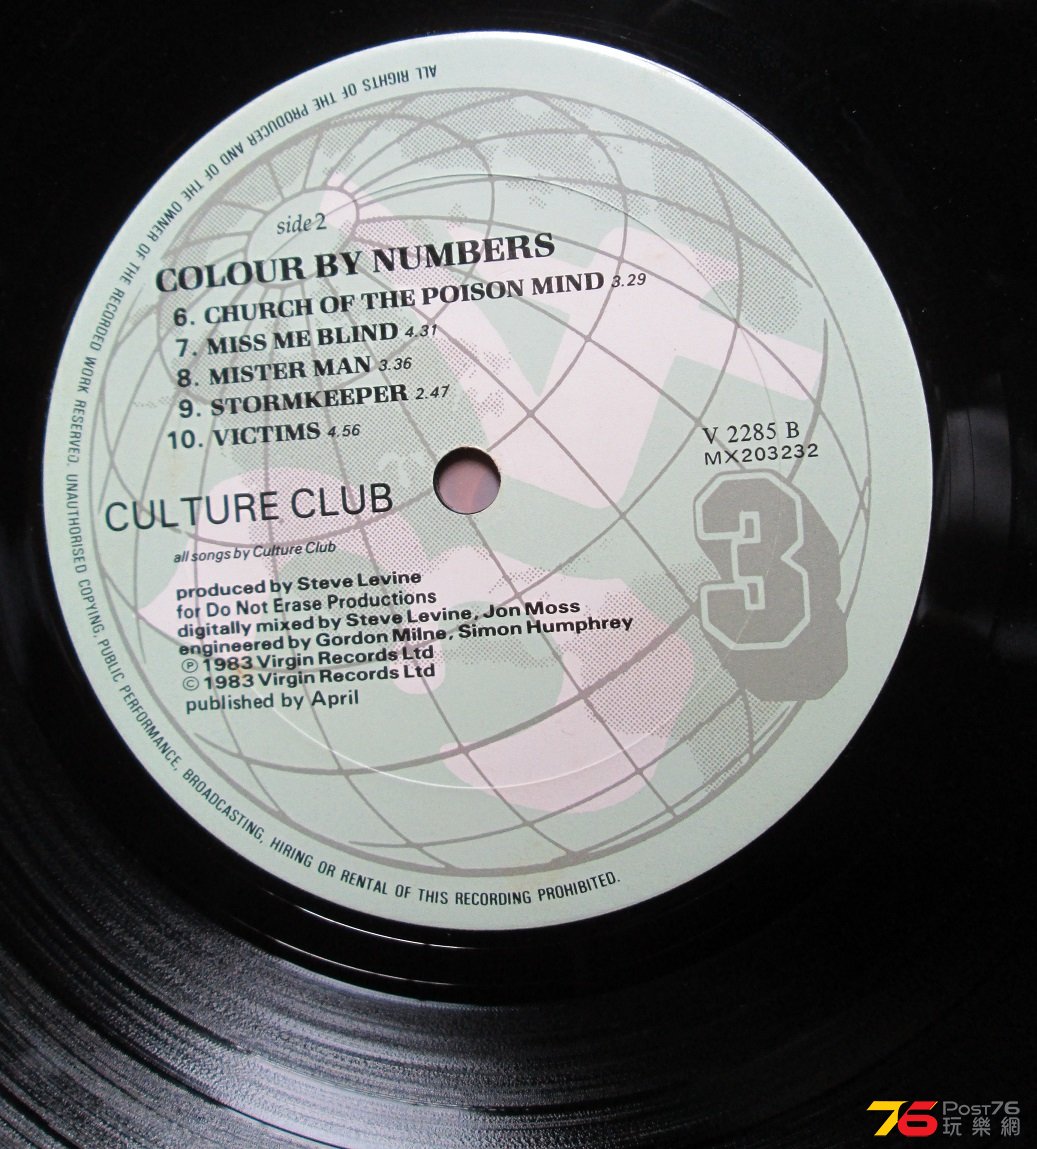 side 2
COLOUR BY NUMBERS
6. CHURCH OF THE POISON MIND 3.29
7. MISS ME BLIND 4.31
8. MISTER MAN 3.36
9. STORMKEEPER 2.47
10. VICTIMS 4.56
V 2285 B
MX203232
CULTURE CLUB
3
all songs by Culture Club
produced by Steve Levine
for Do Not Erase Productions
digitally mixed by Steve Levine, Jon Moss
engineered by Gordon Milne, Simon Humphrey
℗ 1983 Virgin Records Ltd
© 1983 Virgin Records Ltd
published by April
ALL RIGHTS OF THE PRODUCER AND OF THE OWNER OF THE RECORDED WORK RESERVED. UNAUTHORISED COPYING, PUBLIC PERFORMANCE, BROADCASTING, HIRING OR RENTAL OF THIS RECORDING PROHIBITED.
76 POST76
玩樂網